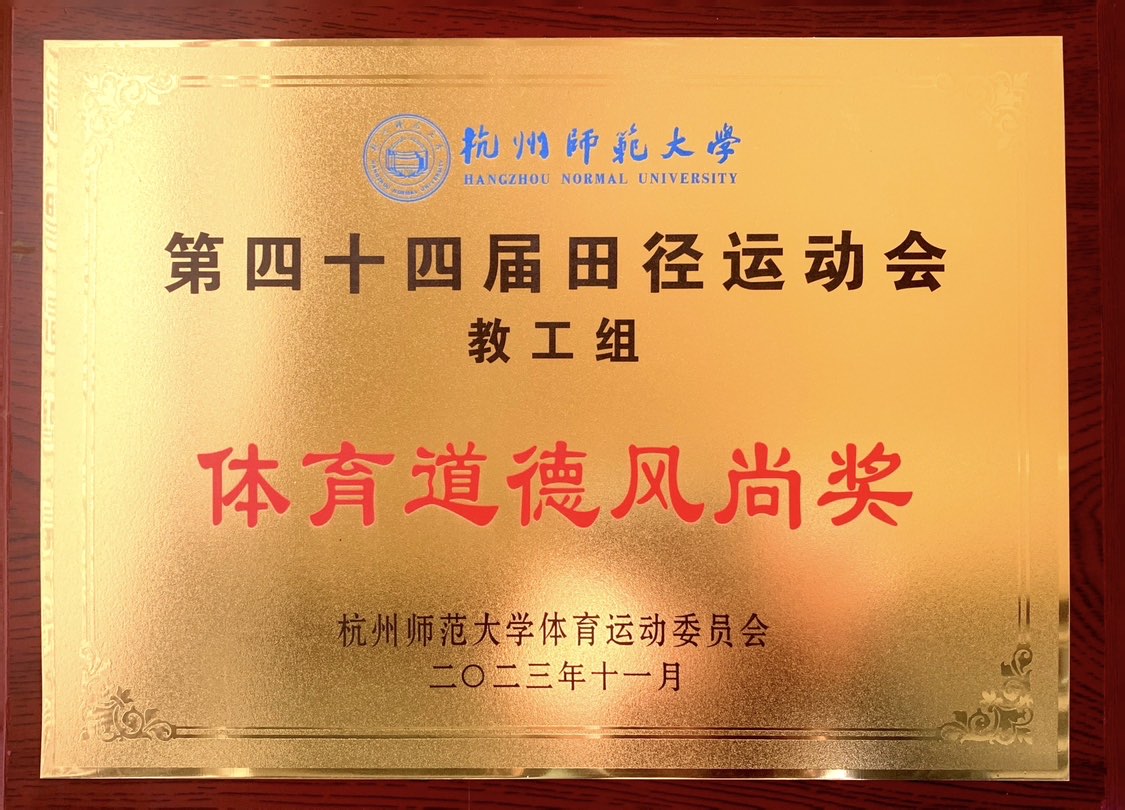 杭州師範大學
HANGZHOU NORMAL UNIVERSITY
第四十四届田径运动会
教工组
体育道德风尚奖
杭州师范大学体育运动委员会
二〇二三年十一月